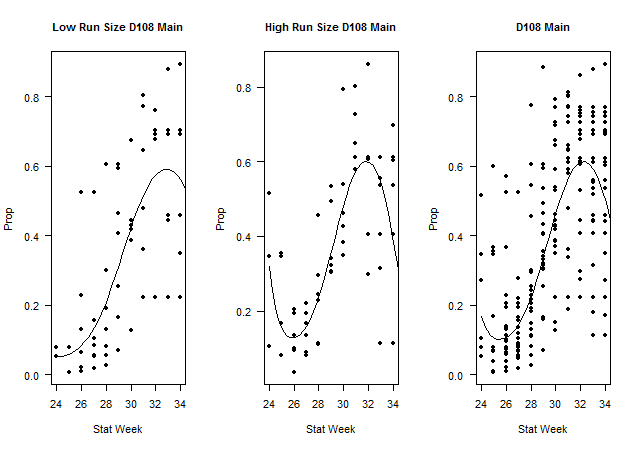 Low Run Size D108 Main
High Run Size D108 Main
D108 Main
Prop
0.8
0.6
0.4
0.2
0.0
24 26 28 30 32 34
Stat Week
Prop
0.8
0.6
0.4
0.2
24 26 28 30 32 34
Stat Week
Prop
0.8
0.6
0.4
0.2
0.0
24 26 28 30 32 34
Stat Week